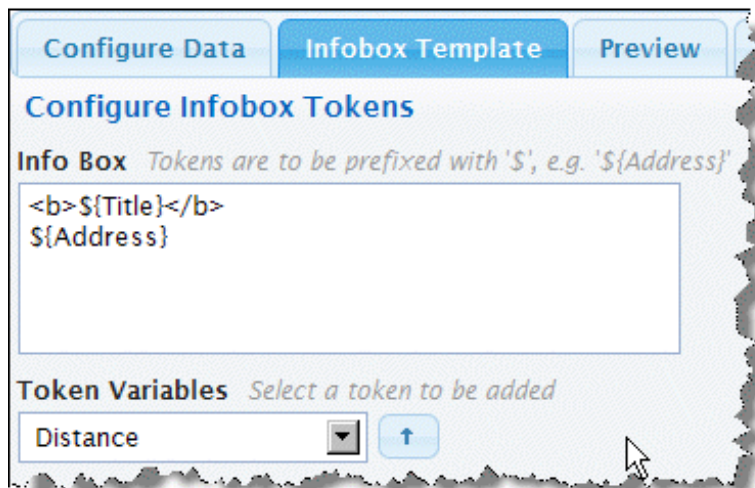 Configure Data Infobox Template Preview
Configure Infobox Tokens
Info Box Tokens are to be prefixed with '$', e.g. '${Address}'
<b>${Title}</b>
${Address}
Token Variables Select a token to be added
Distance